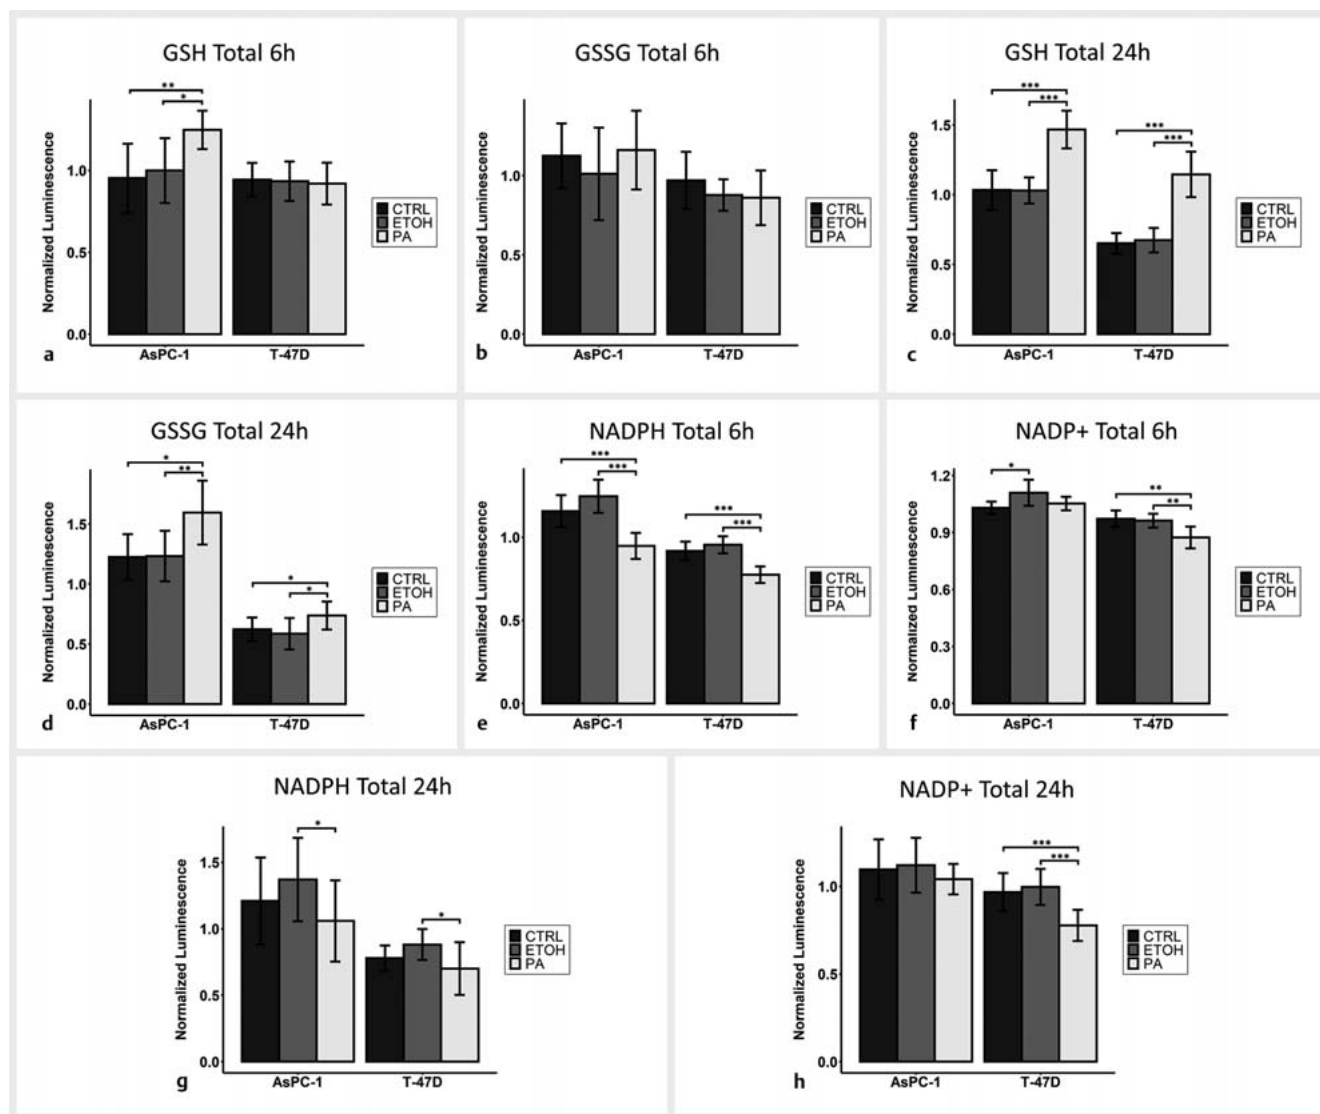 GSH Total 6h
** 
*
Normalized Luminescence
1.0
0.5
0.0
CTRL
ETOH
PA
AsPC-1 T-47D
a
GSSG Total 6h
Normalized Luminescence
1.0
0.5
0.0
CTRL
ETOH
PA
AsPC-1 T-47D
b
GSH Total 24h
***
***
***
***
Normalized Luminescence
1.5
1.0
0.5
0.0
CTRL
ETOH
PA
AsPC-1 T-47D
c
GSSG Total 24h
*
**
*
*
Normalized Luminescence
1.5
1.0
0.5
0.0
CTRL
ETOH
PA
AsPC-1 T-47D
d
NADPH Total 6h
***
***
***
***
Normalized Luminescence
1.0
0.5
0.0
CTRL
ETOH
PA
AsPC-1 T-47D
e
NADP+ Total 6h
*
**
**
Normalized Luminescence
1.2
0.9
0.6
0.3
0.0
CTRL
ETOH
PA
AsPC-1 T-47D
f
NADPH Total 24h
*
*
Normalized Luminescence
1.5
1.0
0.5
0.0
CTRL
ETOH
PA
AsPC-1 T-47D
g
NADP+ Total 24h
***
***
Normalized Luminescence
1.0
0.5
0.0
CTRL
ETOH
PA
AsPC-1 T-47D
h